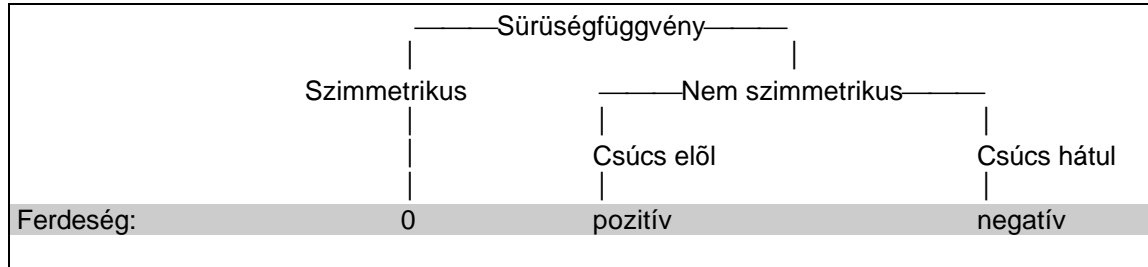 Sürüségfüggvény
Szimmetrikus Nem szimmetrikus
Csúcs elõl Csúcs hátul
Ferdeség: 0 pozitív negatív